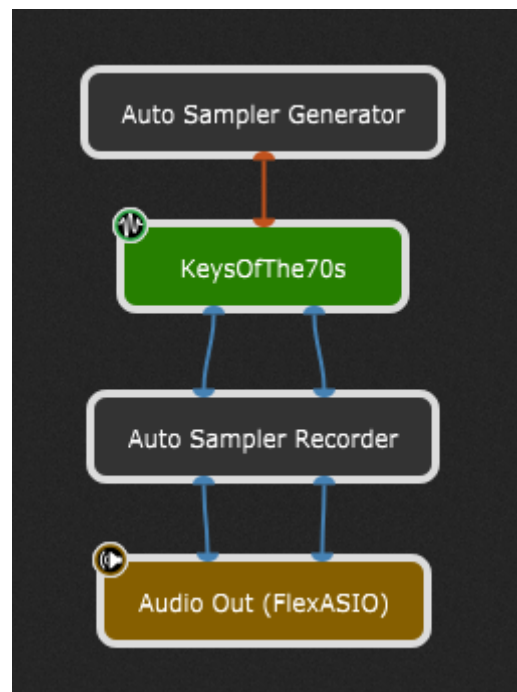 Auto Sampler Generator
KeysOfThe70s
Auto Sampler Recorder
Audio Out (FlexASIO)